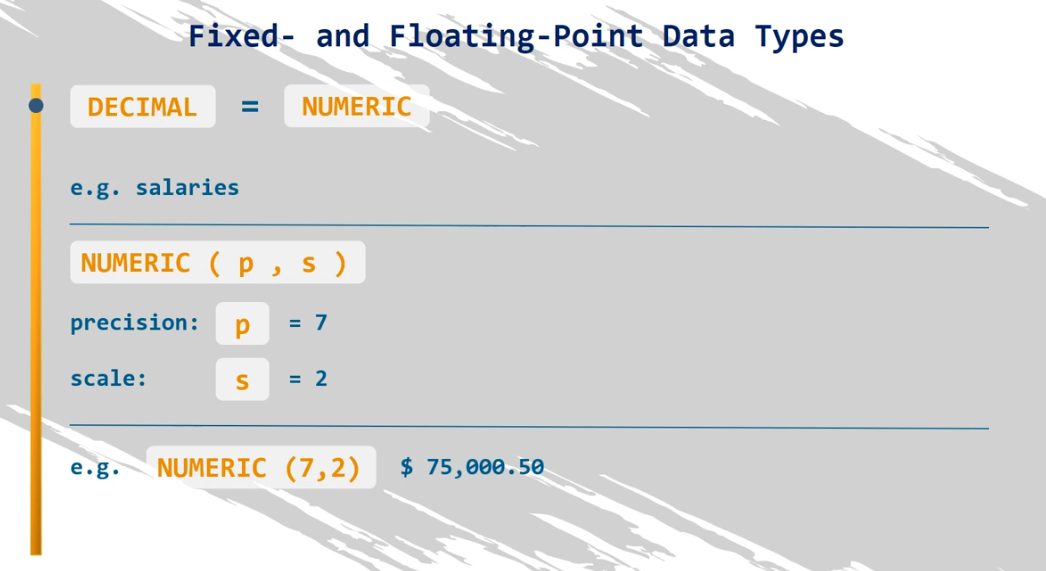 Fixed- and Floating-Point Data Types
DECIMAL = NUMERIC
e.g. salaries
NUMERIC ( p , s )
precision: p = 7
scale: s = 2
e.g. NUMERIC (7,2) $ 75,000.50